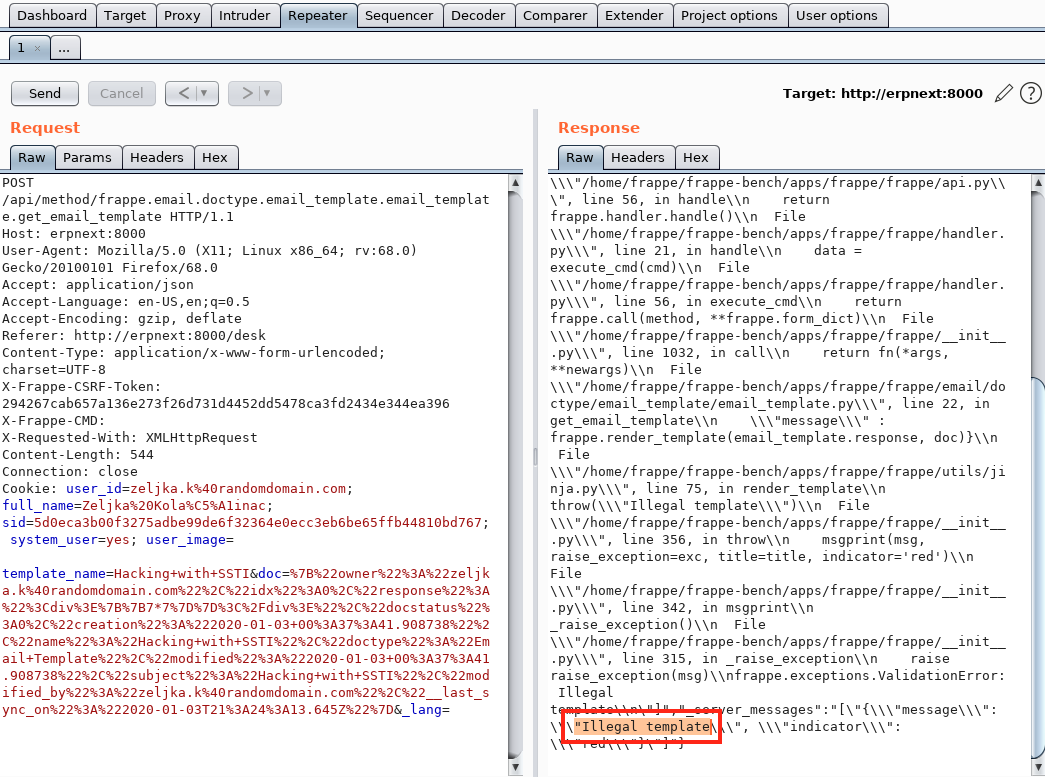 Dashboard Target Proxy Intruder Repeater Sequencer Decoder Comparer Extender Project options User options
1 × ...
Send Cancel < ▼ > ▼ Target: http://erpnext:8000 ?
Request
Raw Params Headers Hex
POST
/api/method/frappe.email.doctype.email_template.email_templat
e.get_email_template HTTP/1.1
Host: erpnext:8000
User-Agent: Mozilla/5.0 (X11; Linux x86_64; rv:68.0)
Gecko/20100101 Firefox/68.0
Accept: application/json
Accept-Language: en-US,en;q=0.5
Accept-Encoding: gzip, deflate
Referer: http://erpnext:8000/desk
Content-Type: application/x-www-form-urlencoded;
charset=UTF-8
X-Frappe-CSRF-Token:
294267cab657a136e273f26d731d4452dd5478ca3fd2434e344ea396
X-Frappe-CMD:
X-Requested-With: XMLHttpRequest
Content-Length: 544
Connection: close
Cookie: user_id=zeljka.k%40randomdomain.com;
full_name=Zeljka%20Kola%C5%A1inac;
sid=5d0eca3b00f3275adbe99de6f32364e0ecc3eb6be65ffb44810bd767;
system_user=yes; user_image=
template_name=Hacking+with+SSTI&doc=%7B%22owner%22%3A%22zeljk
a.k%40randomdomain.com%22%2C%22idx%22%3A0%2C%22response%22%3A
%22%3Cdiv%3E%7B%7B7*7%7D%7D%3C%2Fdiv%3E%22%2C%22docstatus%22%
3A0%2C%22creation%22%3A%222020-01-03+00%3A37%3A41.908738%22%2
C%22name%22%3A%22Hacking+with+SSTI%22%2C%22doctype%22%3A%22Em
ail+Template%22%2C%22modified%22%3A%222020-01-03+00%3A37%3A41
.908738%22%2C%22subject%22%3A%22Hacking+with+SSTI%22%2C%22mod
ified_by%22%3A%22zeljka.k%40randomdomain.com%22%2C%22__last_s
ync_on%22%3A%222020-01-03T21%3A24%3A13.645Z%22%7D&_lang=
Response
Raw Headers Hex
\\\"/home/frappe/frappe-bench/apps/frappe/frappe/api.py\\
\", line 56, in handle\\n    return
frappe.handler.handle()\\n  File
\\\"/home/frappe/frappe-bench/apps/frappe/frappe/handler.
py\\\", line 21, in handle\\n    data =
execute_cmd(cmd)\\n  File
\\\"/home/frappe/frappe-bench/apps/frappe/frappe/handler.
py\\\", line 56, in execute_cmd\\n    return
frappe.call(method, **frappe.form_dict)\\n  File
\\\"/home/frappe/frappe-bench/apps/frappe/frappe/__init__
.py\\\", line 1032, in call\\n    return fn(*args,
**newargs)\\n  File
\\\"/home/frappe/frappe-bench/apps/frappe/frappe/email/do
ctype/email_template/email_template.py\\\", line 22, in
get_email_template\\n    \\\"message\\\" :
frappe.render_template(email_template.response, doc)}\\n
File
\\\"/home/frappe/frappe-bench/apps/frappe/frappe/utils/ji
nja.py\\\", line 75, in render_template\\n
throw(\\\"Illegal template\\\")\\n  File
\\\"/home/frappe/frappe-bench/apps/frappe/frappe/__init__
.py\\\", line 356, in throw\\n    msgprint(msg,
raise_exception=exc, title=title, indicator='red')\\n
File
\\\"/home/frappe/frappe-bench/apps/frappe/frappe/__init__
.py\\\", line 342, in msgprint\\n
_raise_exception()\\n  File
\\\"/home/frappe/frappe-bench/apps/frappe/frappe/__init__
.py\\\", line 315, in _raise_exception\\n    raise
raise_exception(msg)\\nfrappe.exceptions.ValidationError:
Illegal
template\\n\"]","_server_messages":"[\"{\\\"message\\\":
\\\"Illegal template\\\", \\\"indicator\\\":
\\\"red\\\"}\"]"}